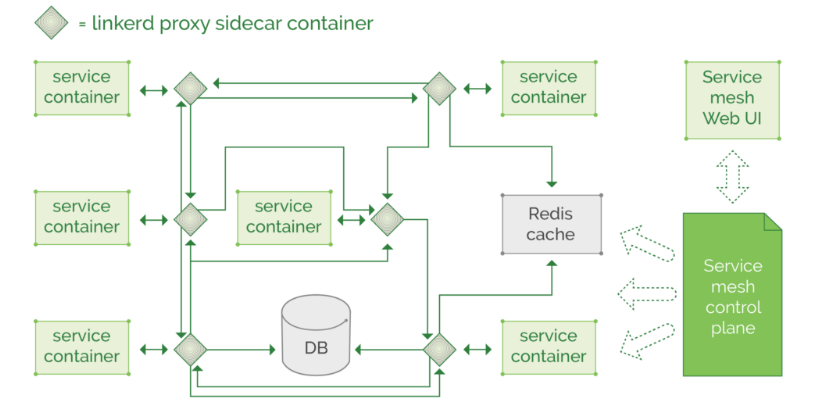 = linkerd proxy sidecar container
service
container
service
container
Service
mesh
Web UI
service
container
service
container
Redis
cache
Service
mesh
control
plane
service
container
DB
service
container